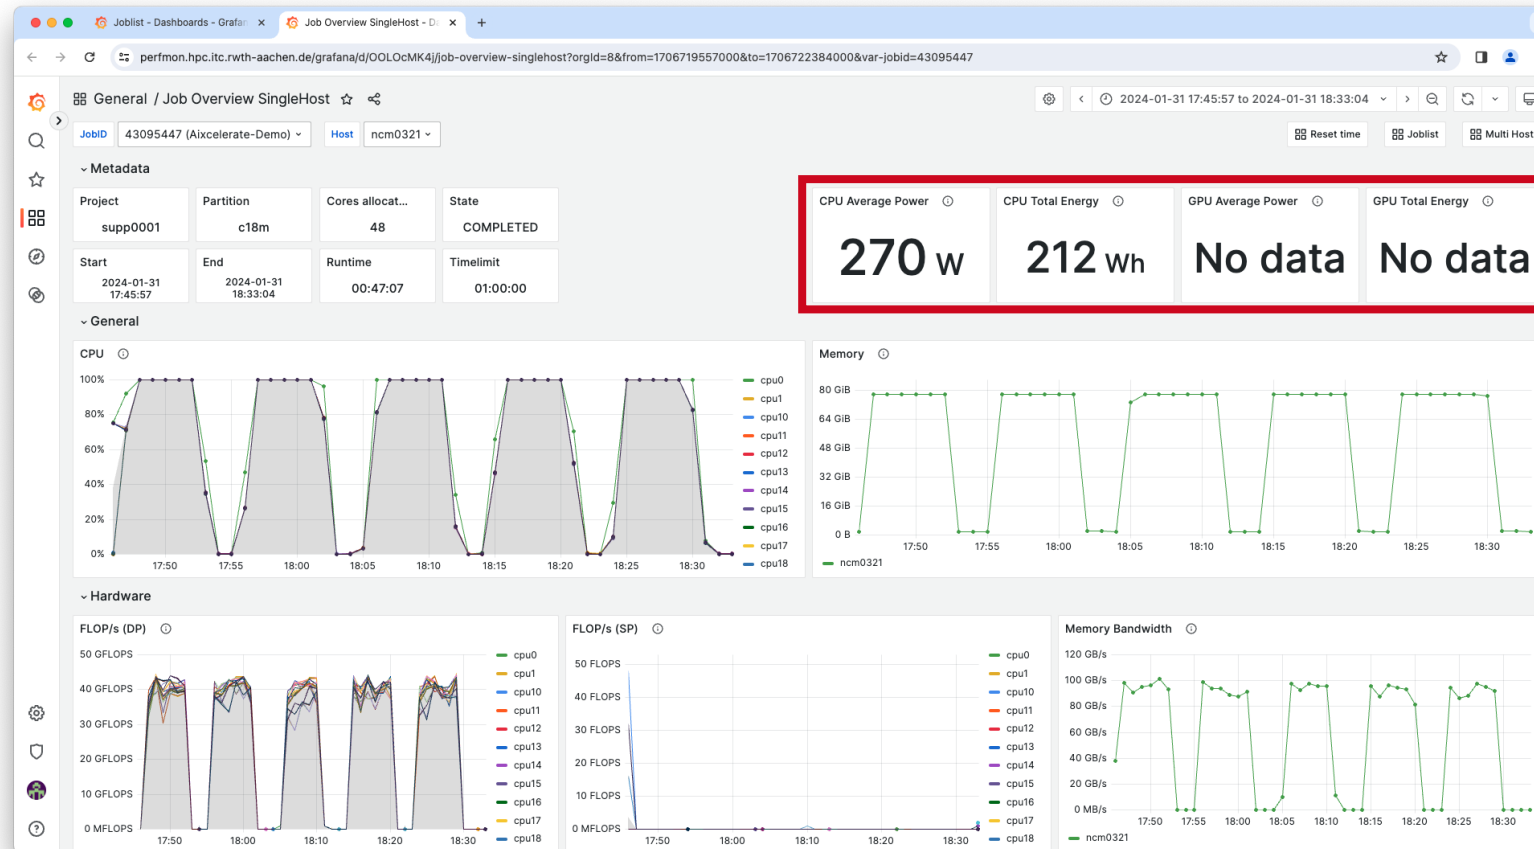 Joblist - Dashboards - Grafan
Job Overview SingleHost - Da
perfmon.hpc.itc.rwth-aachen.de/grafana/d/OOLOcMK4j/job-overview-singlehost?orgId=8&from=1706719557000&to=1706722384000&var-jobid=43095447
General / Job Overview SingleHost
2024-01-31 17:45:57 to 2024-01-31 18:33:04
JobID 43095447 (Aixcelerate-Demo) Host ncm0321
Reset time Joblist Multi Host
Metadata
Project Partition Cores allocat... State
supp0001 c18m 48 COMPLETED
Start End Runtime Timelimit
2024-01-31 17:45:57
2024-01-31 18:33:04
00:47:07 01:00:00
CPU Average Power CPU Total Energy GPU Average Power GPU Total Energy
270 W 212 Wh No data No data
General
CPU
100%
80%
60%
40%
20%
0%
17:50 17:55 18:00 18:05 18:10 18:15 18:20 18:25 18:30
cpu0
cpu1
cpu10
cpu11
cpu12
cpu13
cpu14
cpu15
cpu16
cpu17
cpu18
Memory
80 GiB
64 GiB
48 GiB
32 GiB
16 GiB
0 B
17:50 17:55 18:00 18:05 18:10 18:15 18:20 18:25 18:30
ncm0321
Hardware
FLOP/s (DP)
50 GFLOPS
40 GFLOPS
30 GFLOPS
20 GFLOPS
10 GFLOPS
0 MFLOPS
17:50 18:00 18:10 18:20 18:30
cpu0
cpu1
cpu10
cpu11
cpu12
cpu13
cpu14
cpu15
cpu16
cpu17
cpu18
FLOP/s (SP)
50 FLOPS
40 FLOPS
30 FLOPS
20 FLOPS
10 FLOPS
0 MFLOPS
17:50 18:00 18:10 18:20 18:30
cpu0
cpu1
cpu10
cpu11
cpu12
cpu13
cpu14
cpu15
cpu16
cpu17
cpu18
Memory Bandwidth
120 GB/s
100 GB/s
80 GB/s
60 GB/s
40 GB/s
20 GB/s
0 MB/s
17:50 17:55 18:00 18:05 18:10 18:15 18:20 18:25 18:30
ncm0321